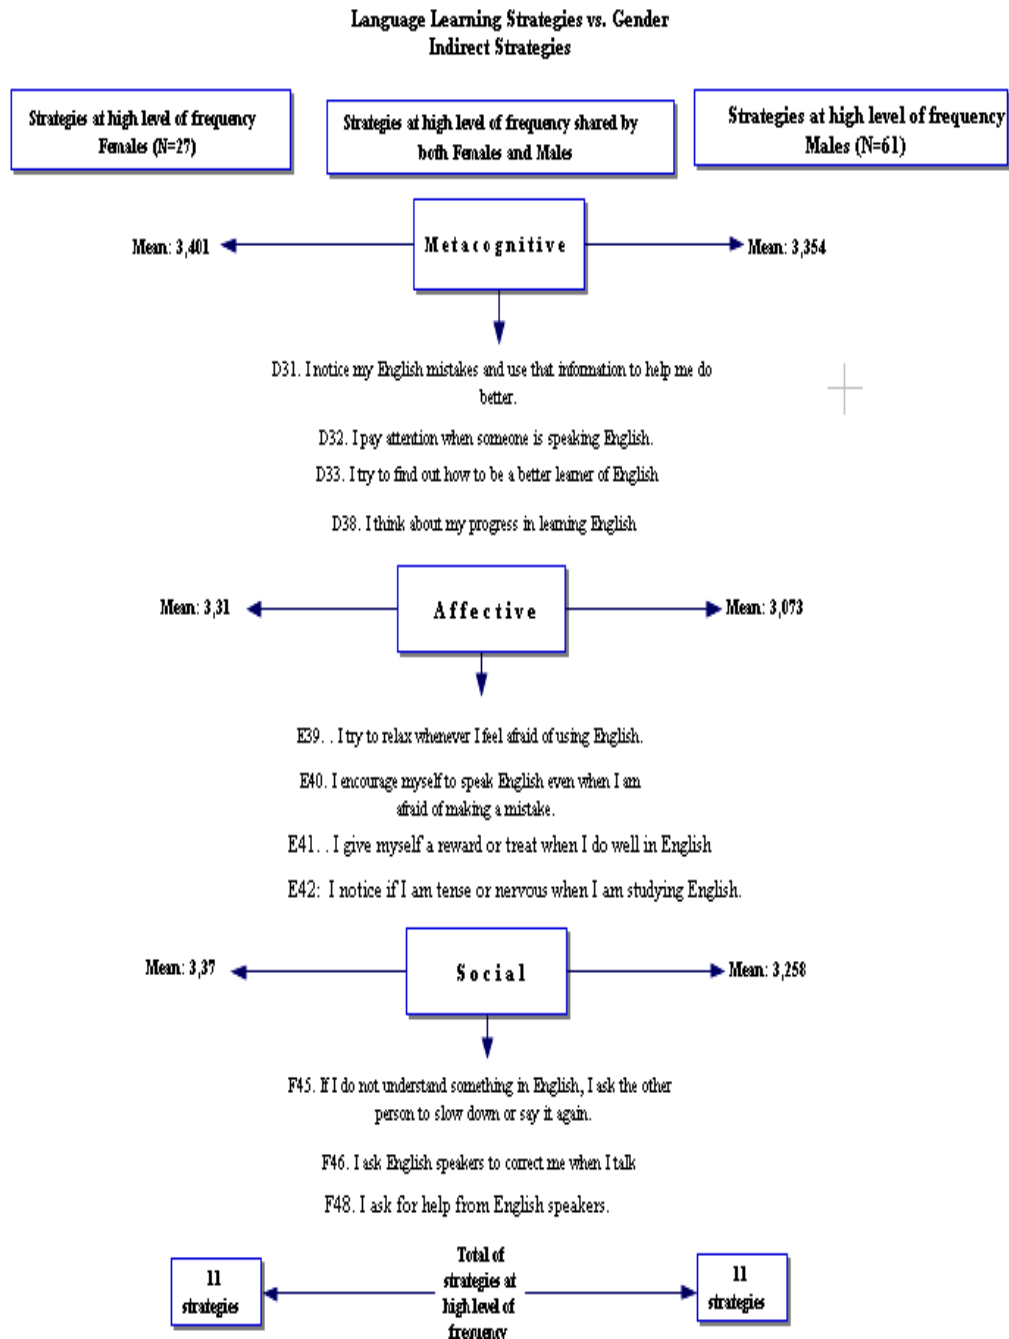 Language Learning Strategies vs. Gender
Indirect Strategies
Strategies at high level of frequency
Females (N=27)
Strategies at high level of frequency shared by
both Females and Males
Strategies at high level of frequency
Males (N=61)
Metacognitive
Mean: 3,401
Mean: 3,354
D31. I notice my English mistakes and use that information to help me do
better.
D32. I pay attention when someone is speaking English.
D33. I try to find out how to be a better learner of English
D38. I think about my progress in learning English
Mean: 3,31
Affective
Mean: 3,073
E39. . I try to relax whenever I feel afraid of using English.
E40. I encourage myself to speak English even when I am
afraid of making a mistake.
E41. . I give myself a reward or treat when I do well in English
E42: I notice if I am tense or nervous when I am studying English.
Mean: 3,37
Social
Mean: 3,258
F45. If I do not understand something in English, I ask the other
person to slow down or say it again.
F46. I ask English speakers to correct me when I talk
F48. I ask for help from English speakers.
11
strategies
Total of
strategies at
high level of
frequency
11
strategies